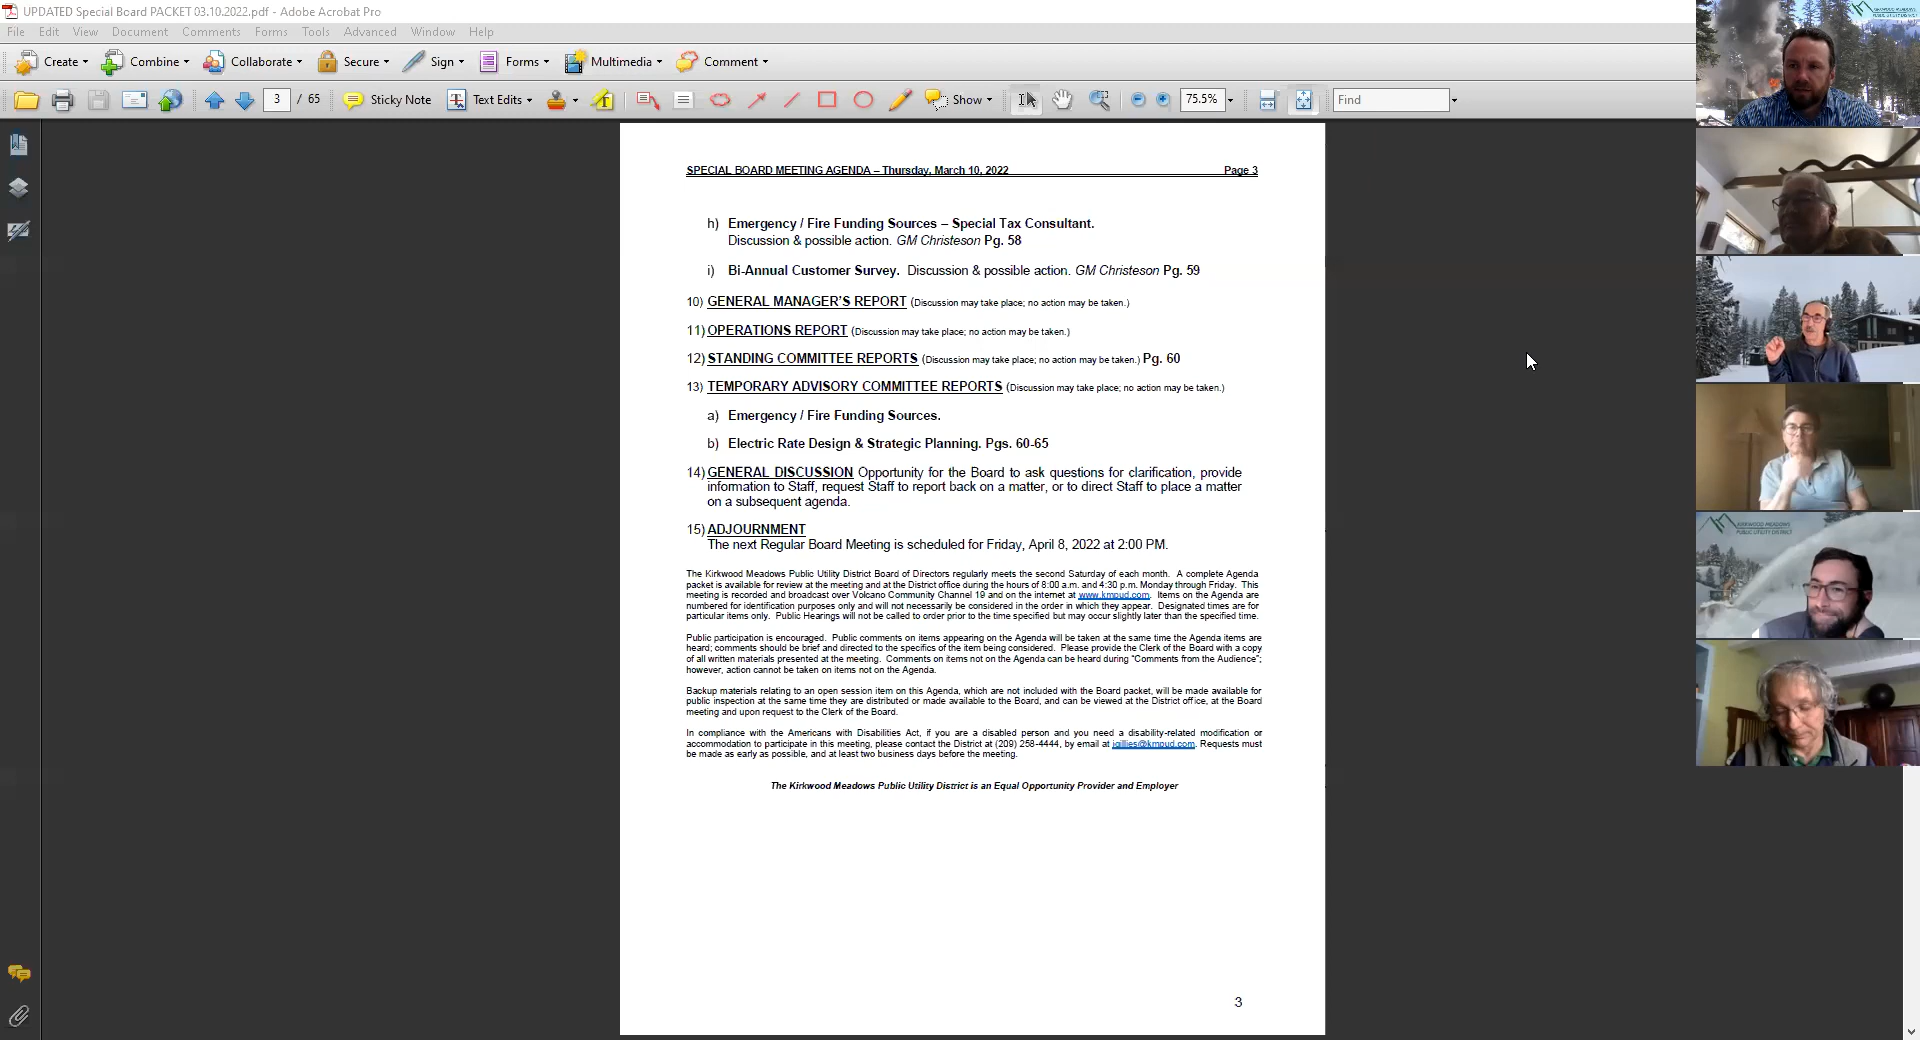 UPDATED Special Board PACKET 03.10.2022.pdf - Adobe Acrobat Pro
File Edit View Document Comments Forms Tools Advanced Window Help
Create Combine Collaborate Secure Sign Forms Multimedia Comment
3 / 65 Sticky Note Text Edits Show 75.5% Find
SPECIAL BOARD MEETING AGENDA – Thursday, March 10, 2022 Page 3
h) Emergency / Fire Funding Sources – Special Tax Consultant.
Discussion & possible action. GM Christeson Pg. 58
i) Bi-Annual Customer Survey. Discussion & possible action. GM Christeson Pg. 59
10) GENERAL MANAGER'S REPORT (Discussion may take place; no action may be taken.)
11) OPERATIONS REPORT (Discussion may take place; no action may be taken.)
12) STANDING COMMITTEE REPORTS (Discussion may take place; no action may be taken.) Pg. 60
13) TEMPORARY ADVISORY COMMITTEE REPORTS (Discussion may take place; no action may be taken.)
a) Emergency / Fire Funding Sources.
b) Electric Rate Design & Strategic Planning. Pgs. 60-65
14) GENERAL DISCUSSION Opportunity for the Board to ask questions for clarification, provide
information to Staff, request Staff to report back on a matter, or to direct Staff to place a matter
on a subsequent agenda.
15) ADJOURNMENT
The next Regular Board Meeting is scheduled for Friday, April 8, 2022 at 2:00 PM.
The Kirkwood Meadows Public Utility District Board of Directors regularly meets the second Saturday of each month. A complete Agenda
packet is available for review at the meeting and at the District office during the hours of 8:00 a.m. and 4:30 p.m. Monday through Friday. This
meeting is recorded and broadcast over Volcano Community Channel 19 and on the internet at www.kmpud.com. Items on the Agenda are
numbered for identification purposes only and will not necessarily be considered in the order in which they appear. Designated times are for
particular items only. Public Hearings will not be called to order prior to the time specified but may occur slightly later than the specified time.
Public participation is encouraged. Public comments on items appearing on the Agenda will be taken at the same time the Agenda items are
heard; comments should be brief and directed to the specifics of the item being considered. Please provide the Clerk of the Board with a copy
of all written materials presented at the meeting. Comments on items not on the Agenda can be heard during "Comments from the Audience";
however, action cannot be taken on items not on the Agenda.
Backup materials relating to an open session item on this Agenda, which are not included with the Board packet, will be made available for
public inspection at the same time they are distributed or made available to the Board, and can be viewed at the District office, at the Board
meeting and upon request to the Clerk of the Board.
In compliance with the Americans with Disabilities Act, if you are a disabled person and you need a disability-related modification or
accommodation to participate in this meeting, please contact the District at (209) 258-4444, by email at jgillies@kmpud.com. Requests must
be made as early as possible, and at least two business days before the meeting.
The Kirkwood Meadows Public Utility District is an Equal Opportunity Provider and Employer
3
KIRKWOOD MEADOWS
PUBLIC UTILITY DISTRICT
KIRKWOOD MEADOWS
PUBLIC UTILITY DISTRICT